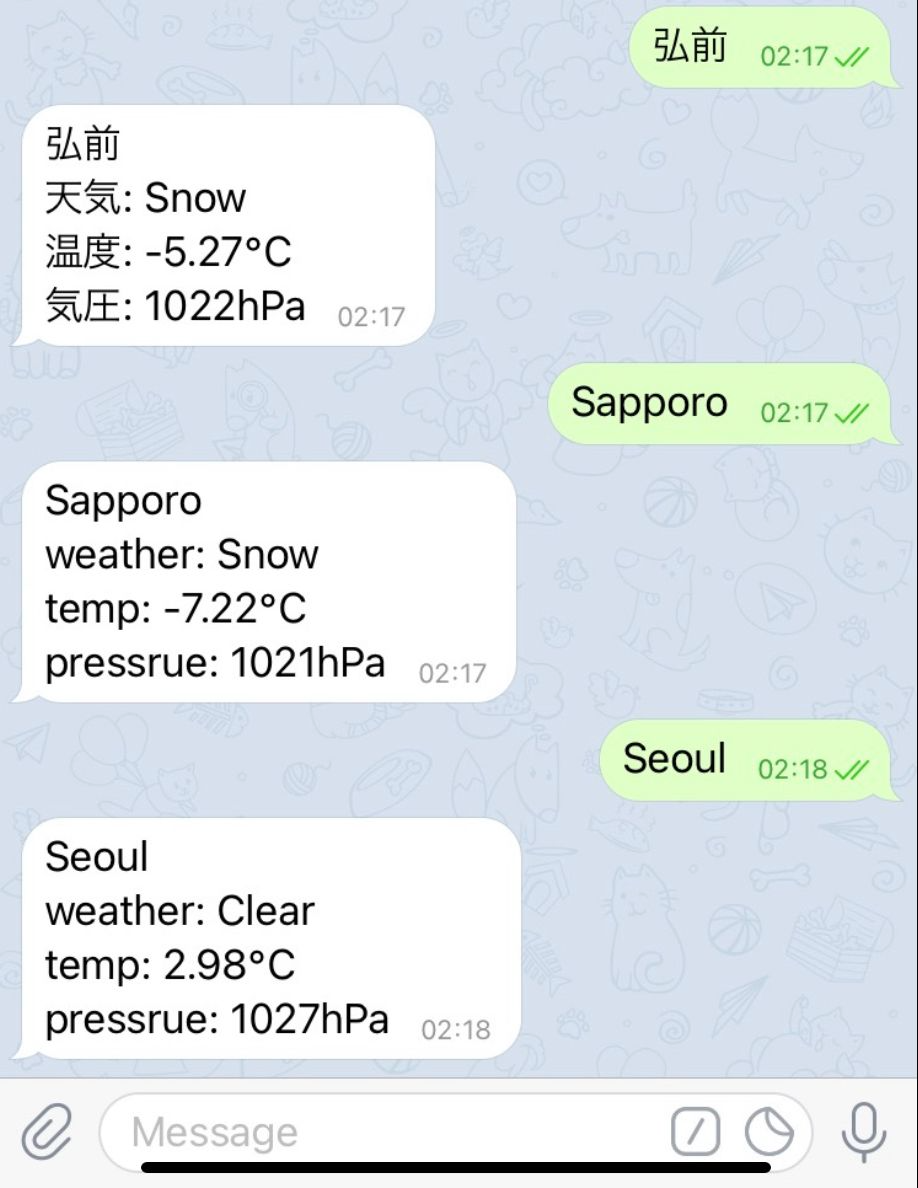 弘前 02:17
弘前
天気: Snow
温度: -5.27°C
気圧: 1022hPa 02:17
Sapporo 02:17
Sapporo
weather: Snow
temp: -7.22°C
pressrue: 1021hPa 02:17
Seoul 02:18
Seoul
weather: Clear
temp: 2.98°C
pressrue: 1027hPa 02:18
Message